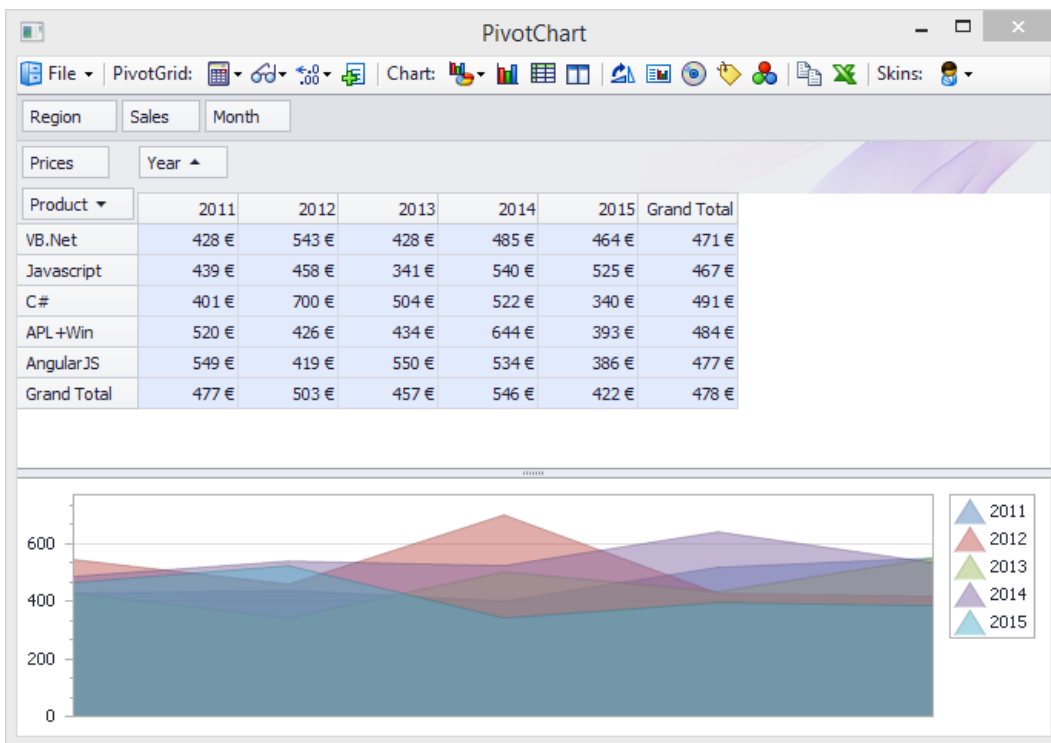 PivotChart
File PivotGrid: Chart: Skins:
Region Sales Month
Prices Year
Product 2011 2012 2013 2014 2015 Grand Total
VB.Net 428 € 543 € 428 € 485 € 464 € 471 €
Javascript 439 € 458 € 341 € 540 € 525 € 467 €
C# 401 € 700 € 504 € 522 € 340 € 491 €
APL+Win 520 € 426 € 434 € 644 € 393 € 484 €
AngularJS 549 € 419 € 550 € 534 € 386 € 477 €
Grand Total 477 € 503 € 457 € 546 € 422 € 478 €
600
400
200
0
2011
2012
2013
2014
2015